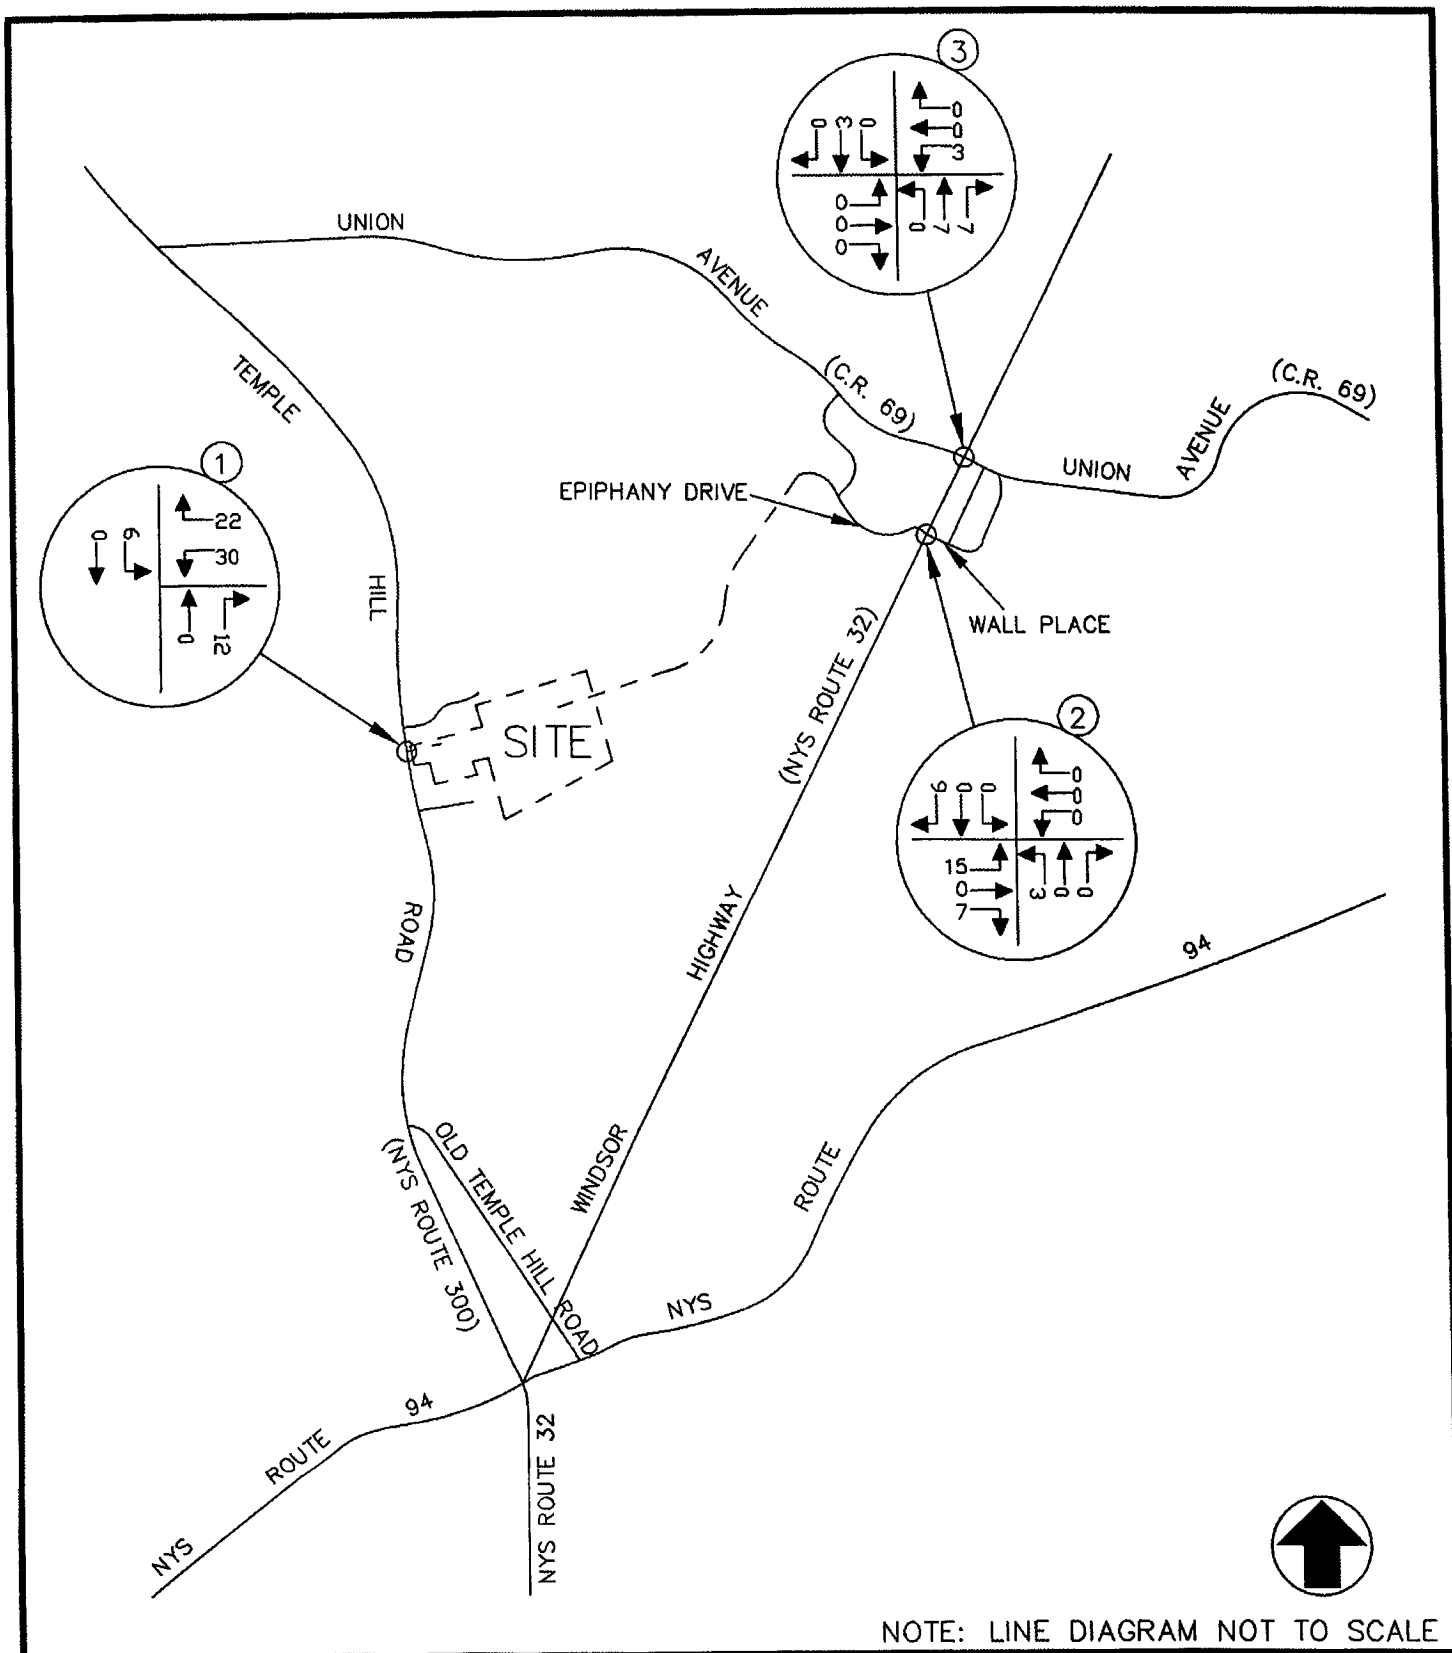 3
0 3 0
0
0
3
0
0
0
0 7 7
UNION
AVENUE
(C.R. 69)
(C.R. 69)
AVENUE
UNION
TEMPLE
HILL
ROAD
1
0 9
22
30
0 12
EPIPHANY DRIVE
WALL PLACE
(NYS ROUTE 32)
SITE
2
6 0 0
0
0
0
15
0
7
3 0 0
HIGHWAY
WINDSOR
94
ROUTE
NYS
OLD TEMPLE HILL ROAD
(NYS ROUTE 300)
94
ROUTE
NYS
NYS ROUTE 32
NOTE: LINE DIAGRAM NOT TO SCALE